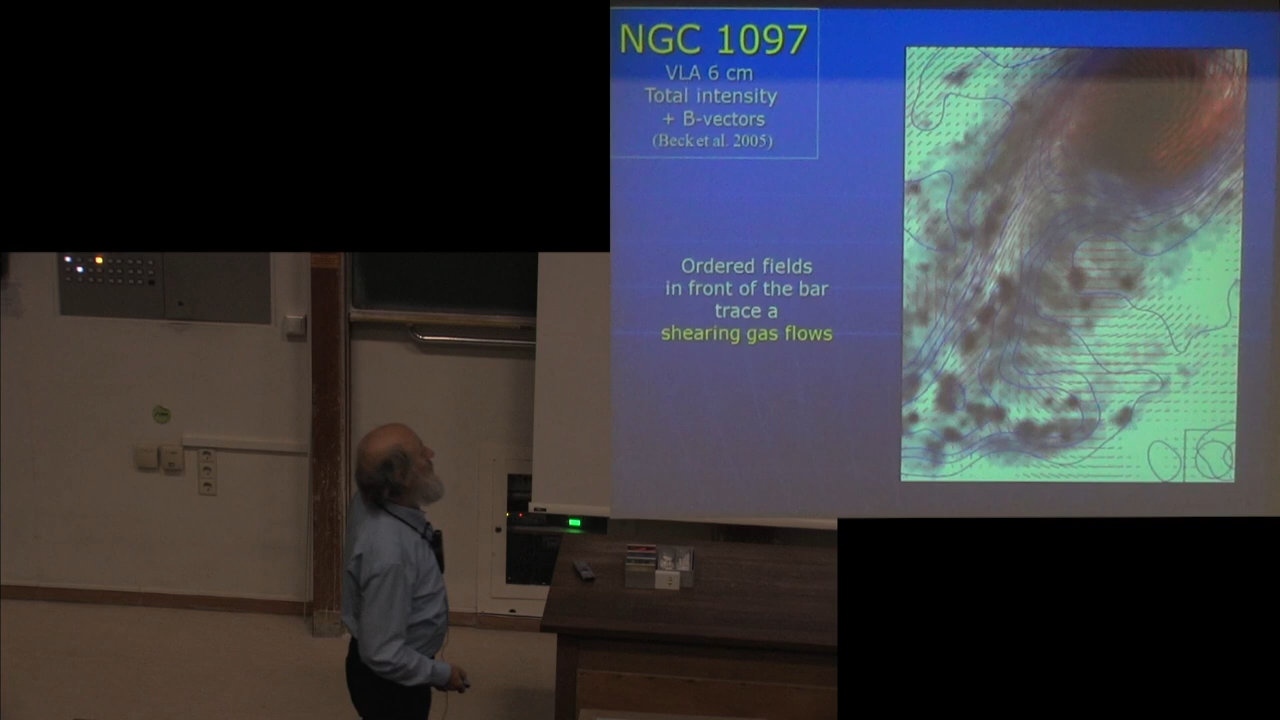 NGC 1097
VLA 6 cm
Total intensity
+ B-vectors
(Beck et al. 2005)
Ordered fields
in front of the bar
trace a
shearing gas flows